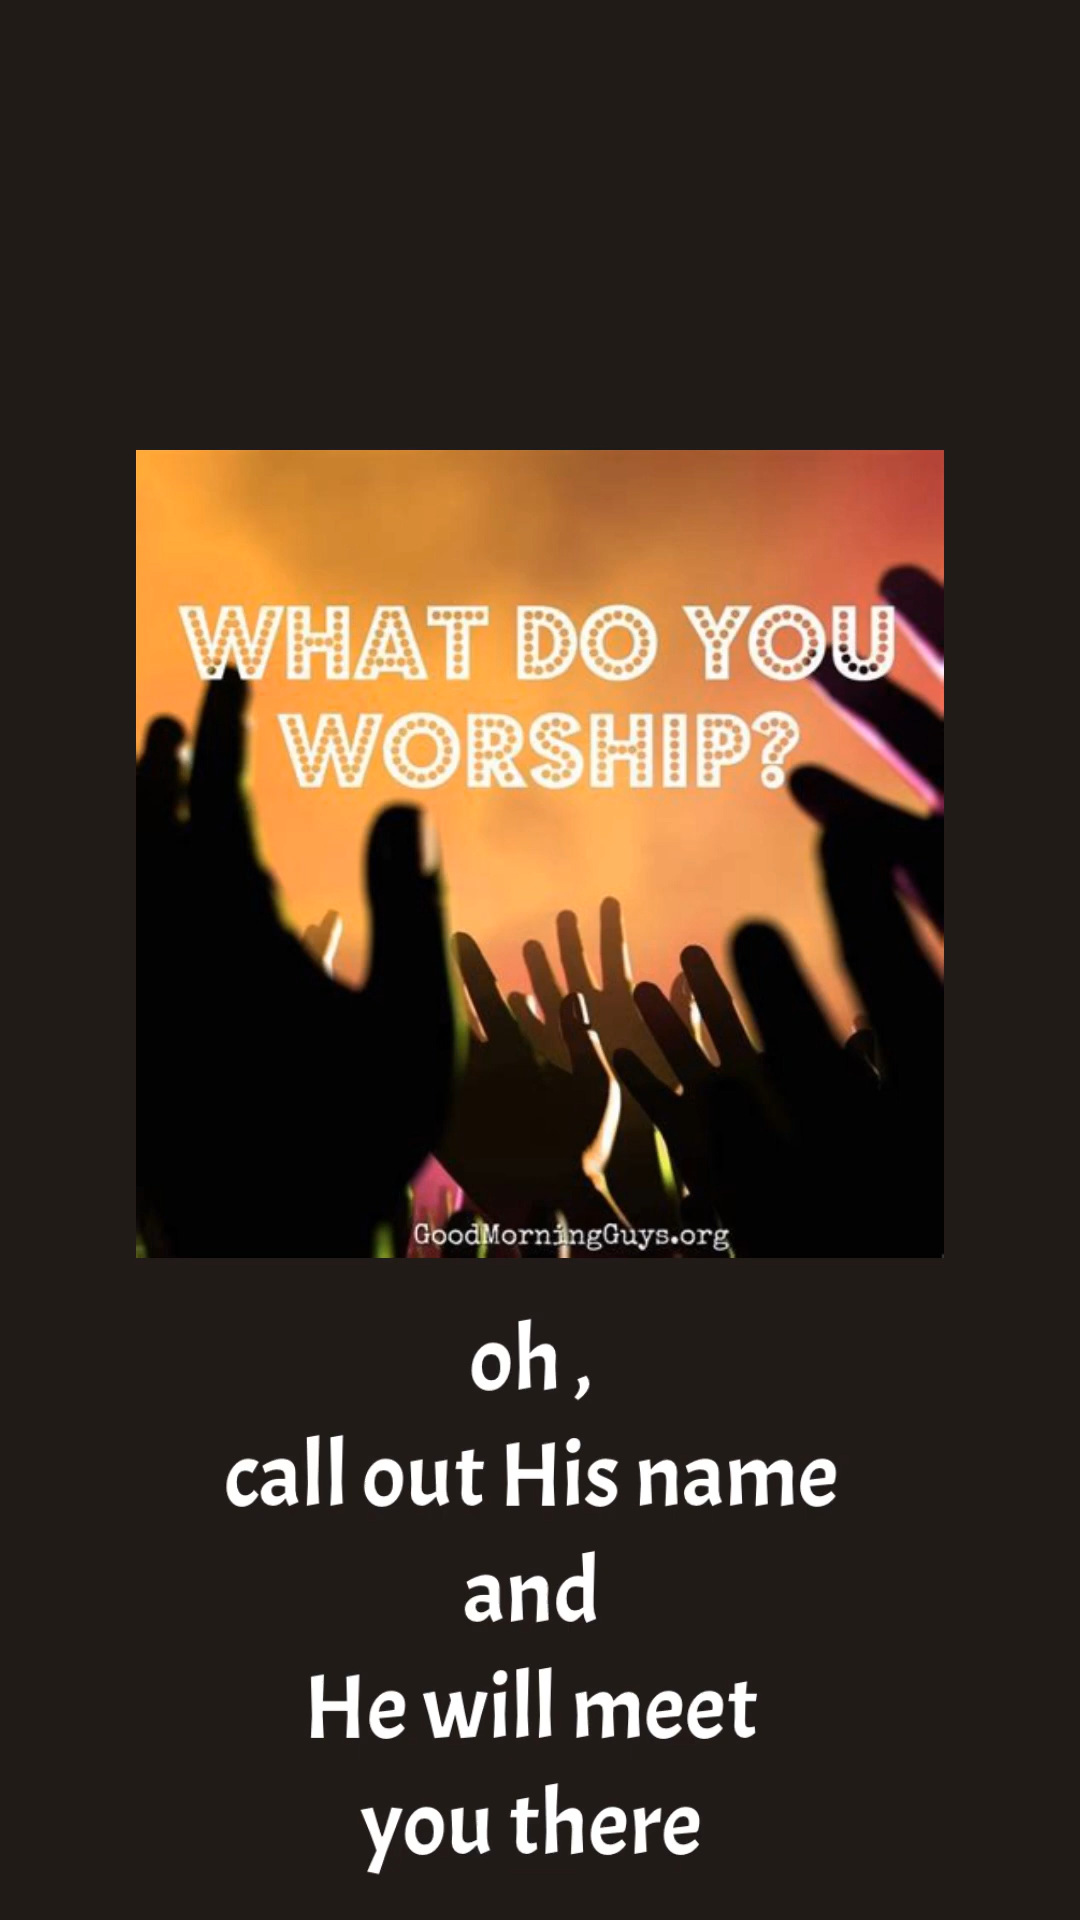 WHAT DO YOU
WORSHIP?
GoodMorningGuys.org
oh ,
call out His name
and
He will meet
you there